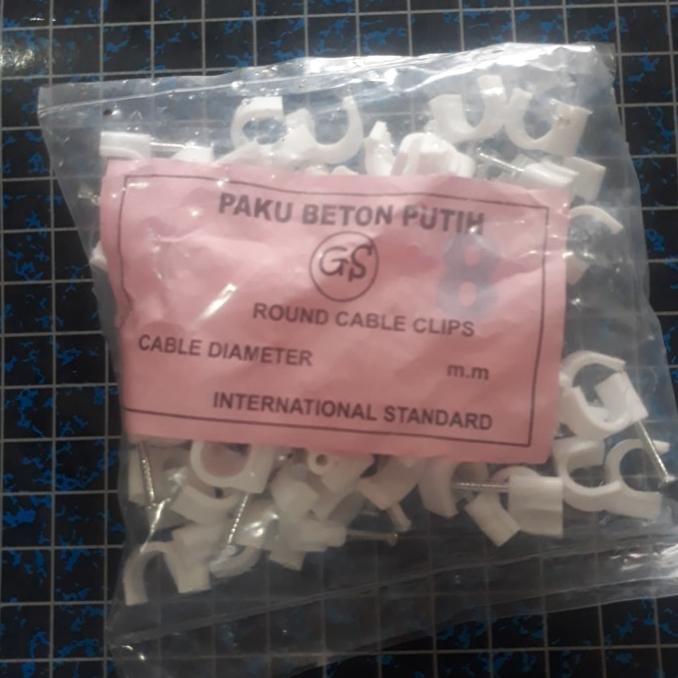 PAKU BETON PUTIH
GS
8
ROUND CABLE CLIPS
CABLE DIAMETER m.m
INTERNATIONAL STANDARD